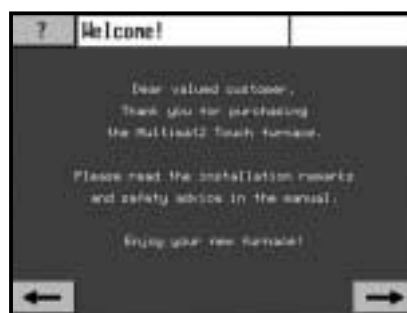 ? Welcome!
Dear valued customer,
Thank you for purchasing
the Multimat2 Touch furnace.
Please read the installation remarks
and safety advice in the manual.
Enjoy your new furnace!